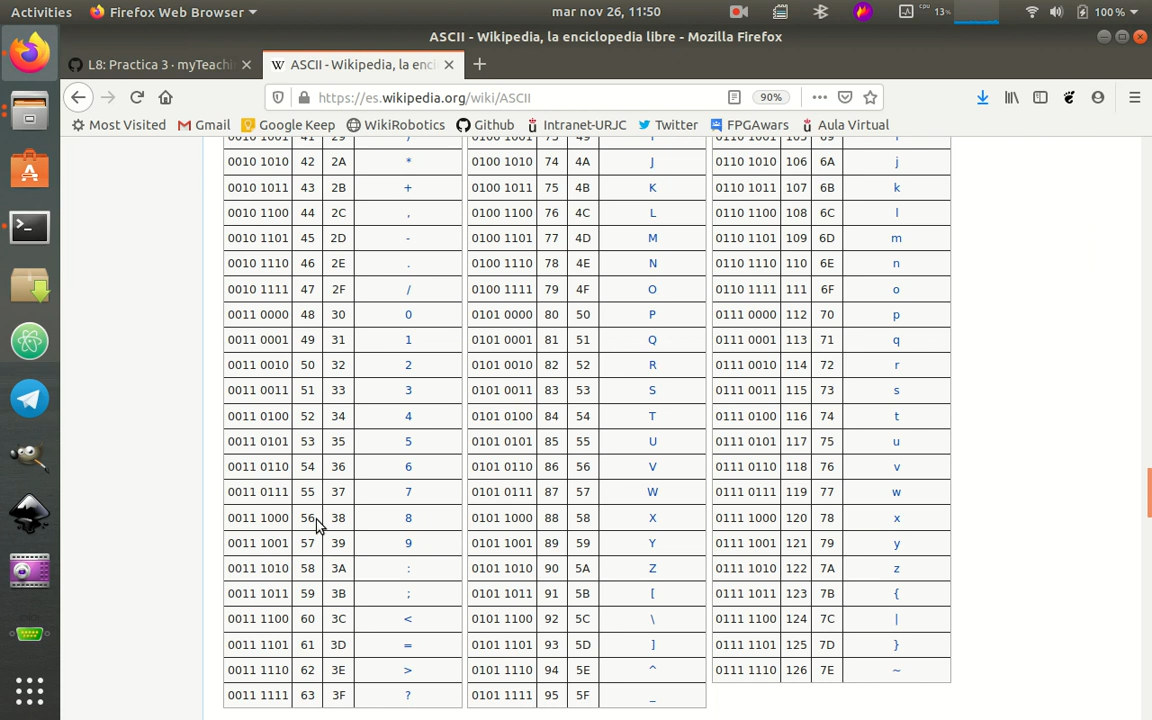 Activities Firefox Web Browser mar nov 26, 11:50 cpu 13% 100 %
ASCII - Wikipedia, la enciclopedia libre - Mozilla Firefox
L8: Practica 3 · myTeachi W ASCII - Wikipedia, la enci
https://es.wikipedia.org/wiki/ASCII 90%
Most Visited Gmail Google Keep WikiRobotics Github Intranet-URJC Twitter FPGAwars Aula Virtual
0010 1010 42 2A * 0100 1010 74 4A J 0110 1010 106 6A j
0010 1011 43 2B + 0100 1011 75 4B K 0110 1011 107 6B k
0010 1100 44 2C , 0100 1100 76 4C L 0110 1100 108 6C l
0010 1101 45 2D - 0100 1101 77 4D M 0110 1101 109 6D m
0010 1110 46 2E . 0100 1110 78 4E N 0110 1110 110 6E n
0010 1111 47 2F / 0100 1111 79 4F O 0110 1111 111 6F o
0011 0000 48 30 0 0101 0000 80 50 P 0111 0000 112 70 p
0011 0001 49 31 1 0101 0001 81 51 Q 0111 0001 113 71 q
0011 0010 50 32 2 0101 0010 82 52 R 0111 0010 114 72 r
0011 0011 51 33 3 0101 0011 83 53 S 0111 0011 115 73 s
0011 0100 52 34 4 0101 0100 84 54 T 0111 0100 116 74 t
0011 0101 53 35 5 0101 0101 85 55 U 0111 0101 117 75 u
0011 0110 54 36 6 0101 0110 86 56 V 0111 0110 118 76 v
0011 0111 55 37 7 0101 0111 87 57 W 0111 0111 119 77 w
0011 1000 56 38 8 0101 1000 88 58 X 0111 1000 120 78 x
0011 1001 57 39 9 0101 1001 89 59 Y 0111 1001 121 79 y
0011 1010 58 3A : 0101 1010 90 5A Z 0111 1010 122 7A z
0011 1011 59 3B ; 0101 1011 91 5B [ 0111 1011 123 7B {
0011 1100 60 3C < 0101 1100 92 5C \ 0111 1100 124 7C |
0011 1101 61 3D = 0101 1101 93 5D ] 0111 1101 125 7D }
0011 1110 62 3E > 0101 1110 94 5E ^ 0111 1110 126 7E ~
0011 1111 63 3F ? 0101 1111 95 5F _